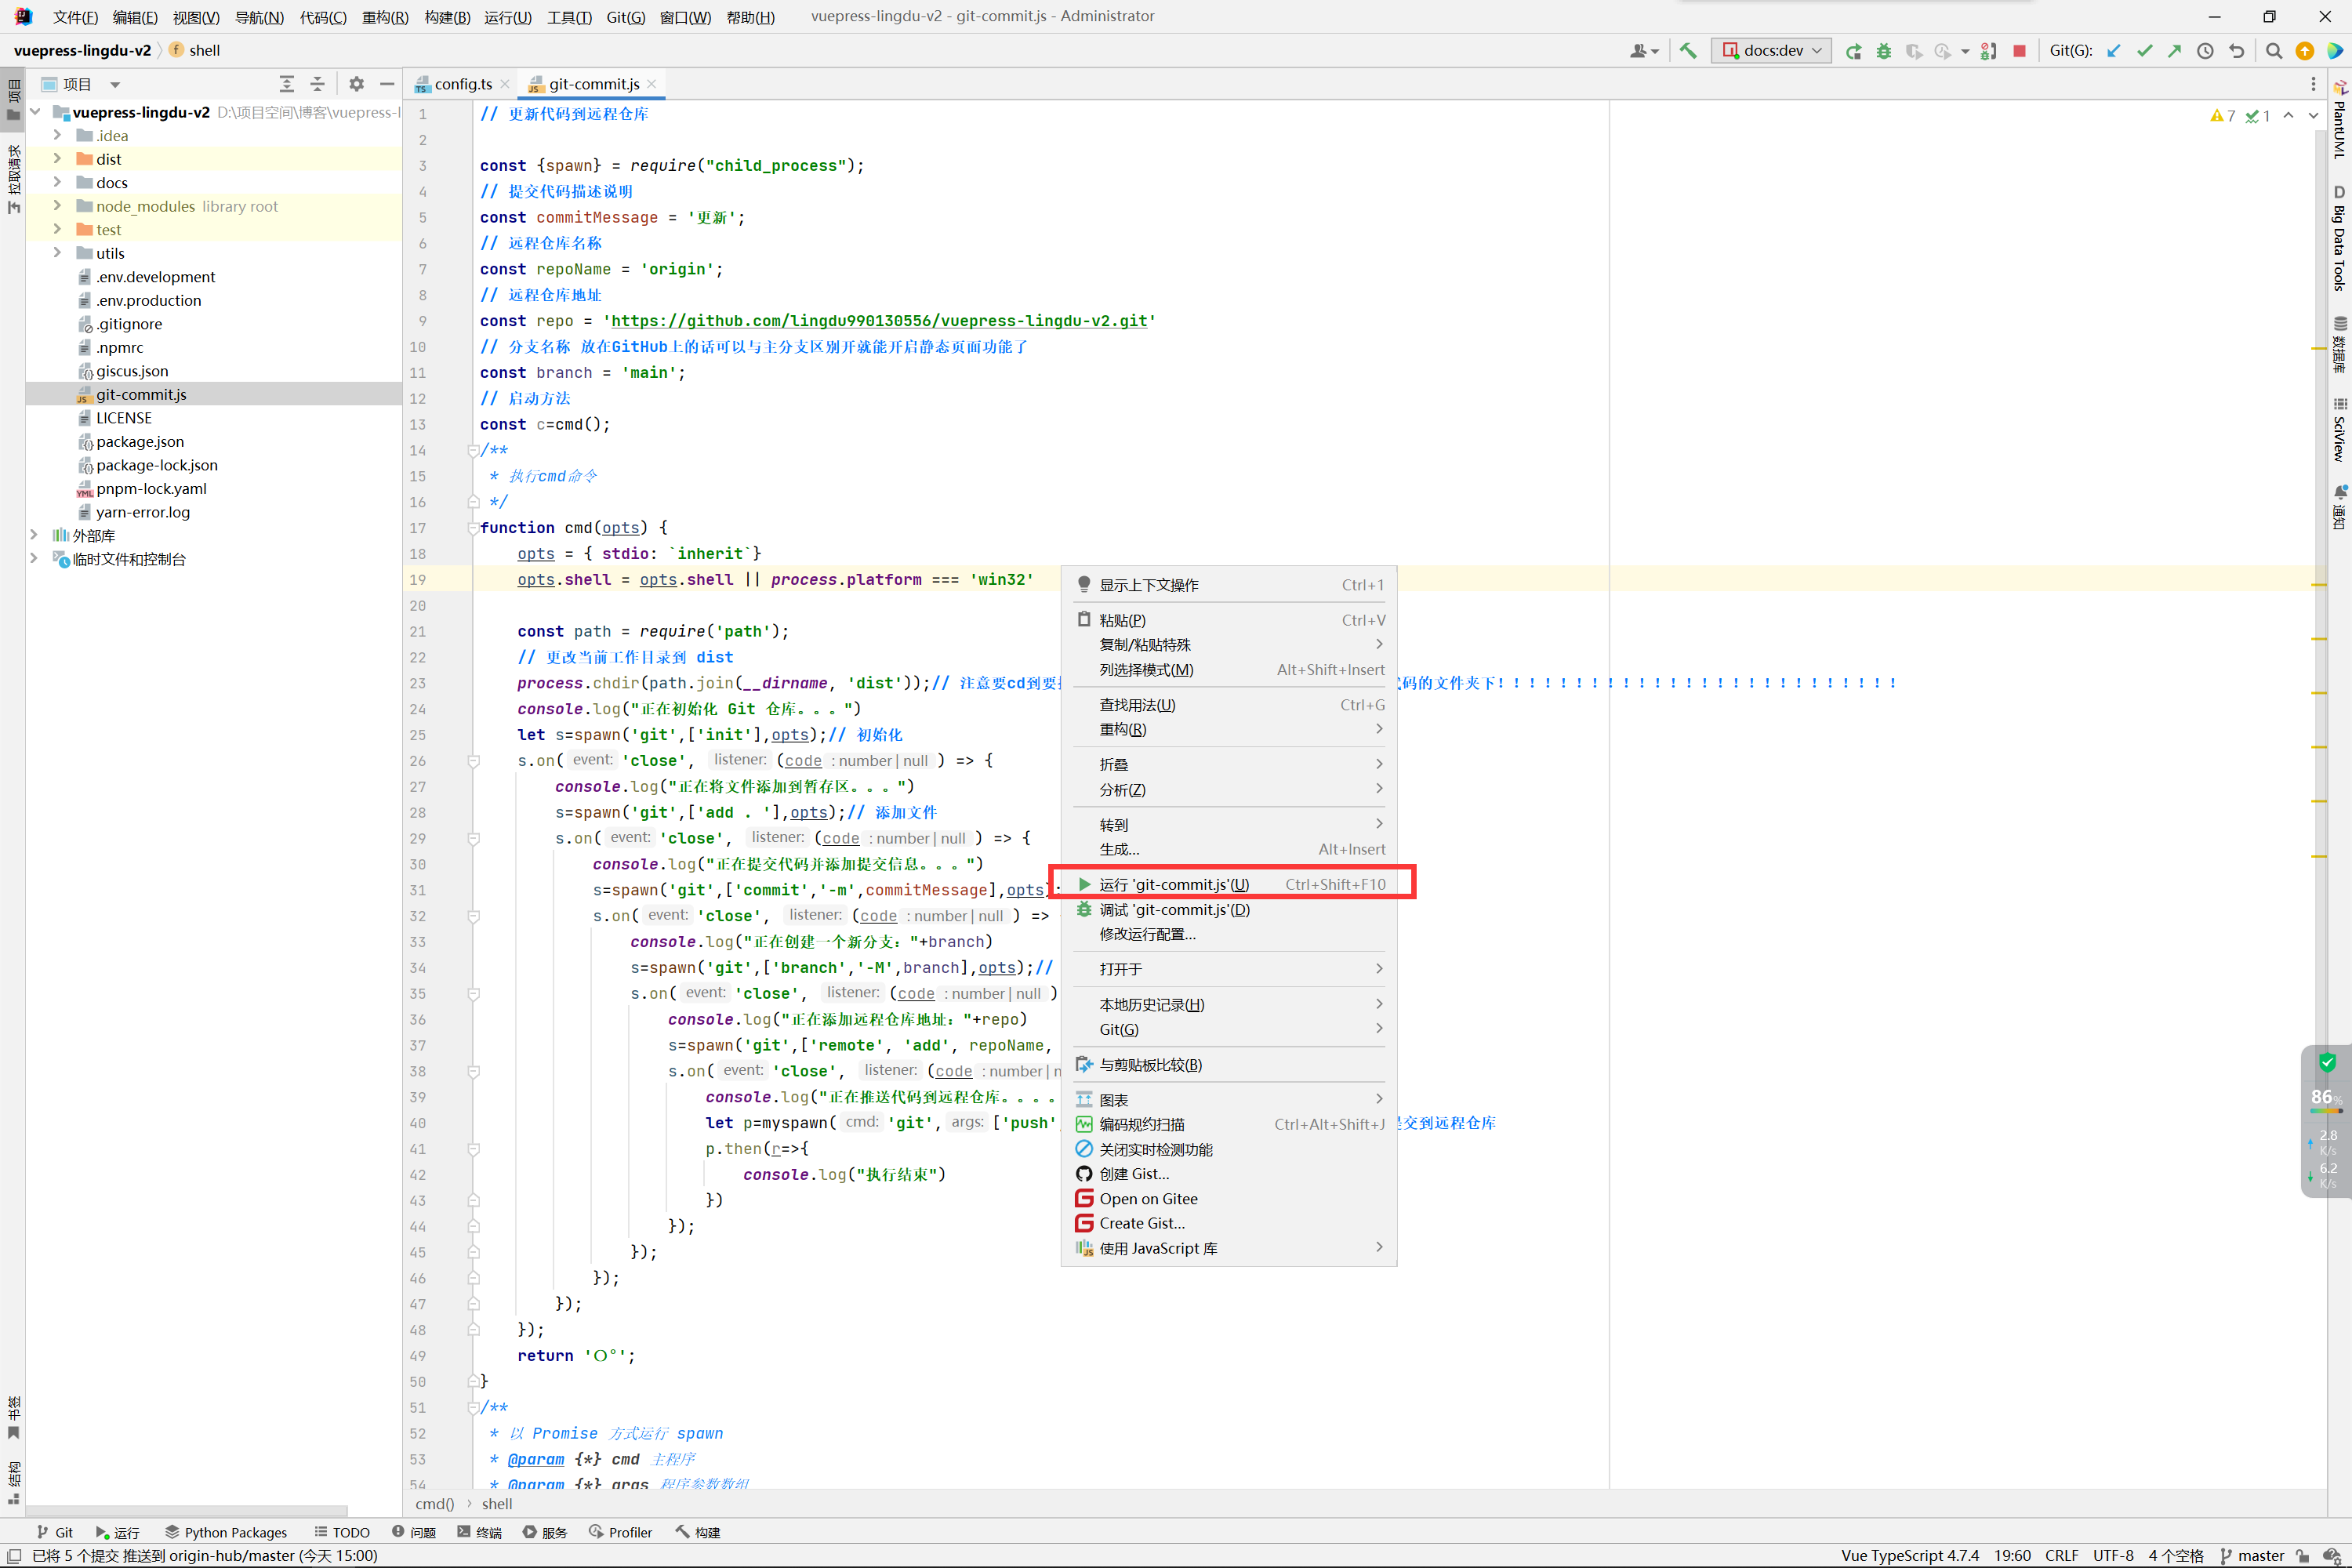 文件(F) 编辑(E) 视图(V) 导航(N) 代码(C) 重构(R) 构建(B) 运行(U) 工具(T) Git(G) 窗口(W) 帮助(H) vuepress-lingdu-v2 - git-commit.js - Administrator
vuepress-lingdu-v2 shell docs:dev Git(G):
项目
config.ts git-commit.js
项目
拉取请求
书签
结构
vuepress-lingdu-v2 D:\项目空间\博客\vuepress-l
.idea
dist
docs
node_modules library root
test
utils
.env.development
.env.production
.gitignore
.npmrc
giscus.json
git-commit.js
LICENSE
package.json
package-lock.json
pnpm-lock.yaml
yarn-error.log
外部库
临时文件和控制台
7 1
1 // 更新代码到远程仓库
2
3 const {spawn} = require("child_process");
4 // 提交代码描述说明
5 const commitMessage = '更新';
6 // 远程仓库名称
7 const repoName = 'origin';
8 // 远程仓库地址
9 const repo = 'https://github.com/lingdu990130556/vuepress-lingdu-v2.git'
10 // 分支名称 放在GitHub上的话可以与主分支区别开就能开启静态页面功能了
11 const branch = 'main';
12 // 启动方法
13 const c=cmd();
14 /**
15 * 执行cmd命令
16 */
17 function cmd(opts) {
18 opts = { stdio: `inherit`}
19 opts.shell = opts.shell || process.platform === 'win32'
20
21 const path = require('path');
22 // 更改当前工作目录到 dist
23 process.chdir(path.join(__dirname, 'dist'));// 注意要cd到要 代码的文件夹下！！！！！！！！！！！！！！！！！！！！！！！！！！
24 console.log("正在初始化 Git 仓库。。。")
25 let s=spawn('git',['init'],opts);// 初始化
26 s.on( event: 'close', listener: (code : number | null ) => {
27 console.log("正在将文件添加到暂存区。。。")
28 s=spawn('git',['add . '],opts);// 添加文件
29 s.on( event: 'close', listener: (code : number | null ) => {
30 console.log("正在提交代码并添加提交信息。。。")
31 s=spawn('git',['commit','-m',commitMessage],opts)
32 s.on( event: 'close', listener: (code : number | null ) =>
33 console.log("正在创建一个新分支："+branch)
34 s=spawn('git',['branch','-M',branch],opts);//
35 s.on( event: 'close', listener: (code : number | null )
36 console.log("正在添加远程仓库地址："+repo)
37 s=spawn('git',['remote', 'add', repoName,
38 s.on( event: 'close', listener: (code : number | n
39 console.log("正在推送代码到远程仓库。。。。
40 let p=myspawn( cmd: 'git', args: ['push' 提交到远程仓库
41 p.then(r=>{
42 console.log("执行结束")
43 })
44 });
45 });
46 });
47 });
48 });
49 return 'O°';
50 }
51 /**
52 * 以 Promise 方式运行 spawn
53 * @param {*} cmd 主程序
54 * @param {*} args 程序参数数组
显示上下文操作 Ctrl+1
粘贴(P) Ctrl+V
复制/粘贴特殊
列选择模式(M) Alt+Shift+Insert
查找用法(U) Ctrl+G
重构(R)
折叠
分析(Z)
转到
生成... Alt+Insert
运行 'git-commit.js'(U) Ctrl+Shift+F10
调试 'git-commit.js'(D)
修改运行配置...
打开于
本地历史记录(H)
Git(G)
与剪贴板比较(B)
图表
编码规约扫描 Ctrl+Alt+Shift+J
关闭实时检测功能
创建 Gist...
Open on Gitee
Create Gist...
使用 JavaScript 库
PlantUML
D Big Data Tools
数据库
SciView
通知
86%
2.8
K/s
6.2
K/s
cmd() shell
Git 运行 Python Packages TODO 问题 终端 服务 Profiler 构建
已将 5 个提交 推送到 origin-hub/master (今天 15:00) Vue TypeScript 4.7.4 19:60 CRLF UTF-8 4 个空格 master